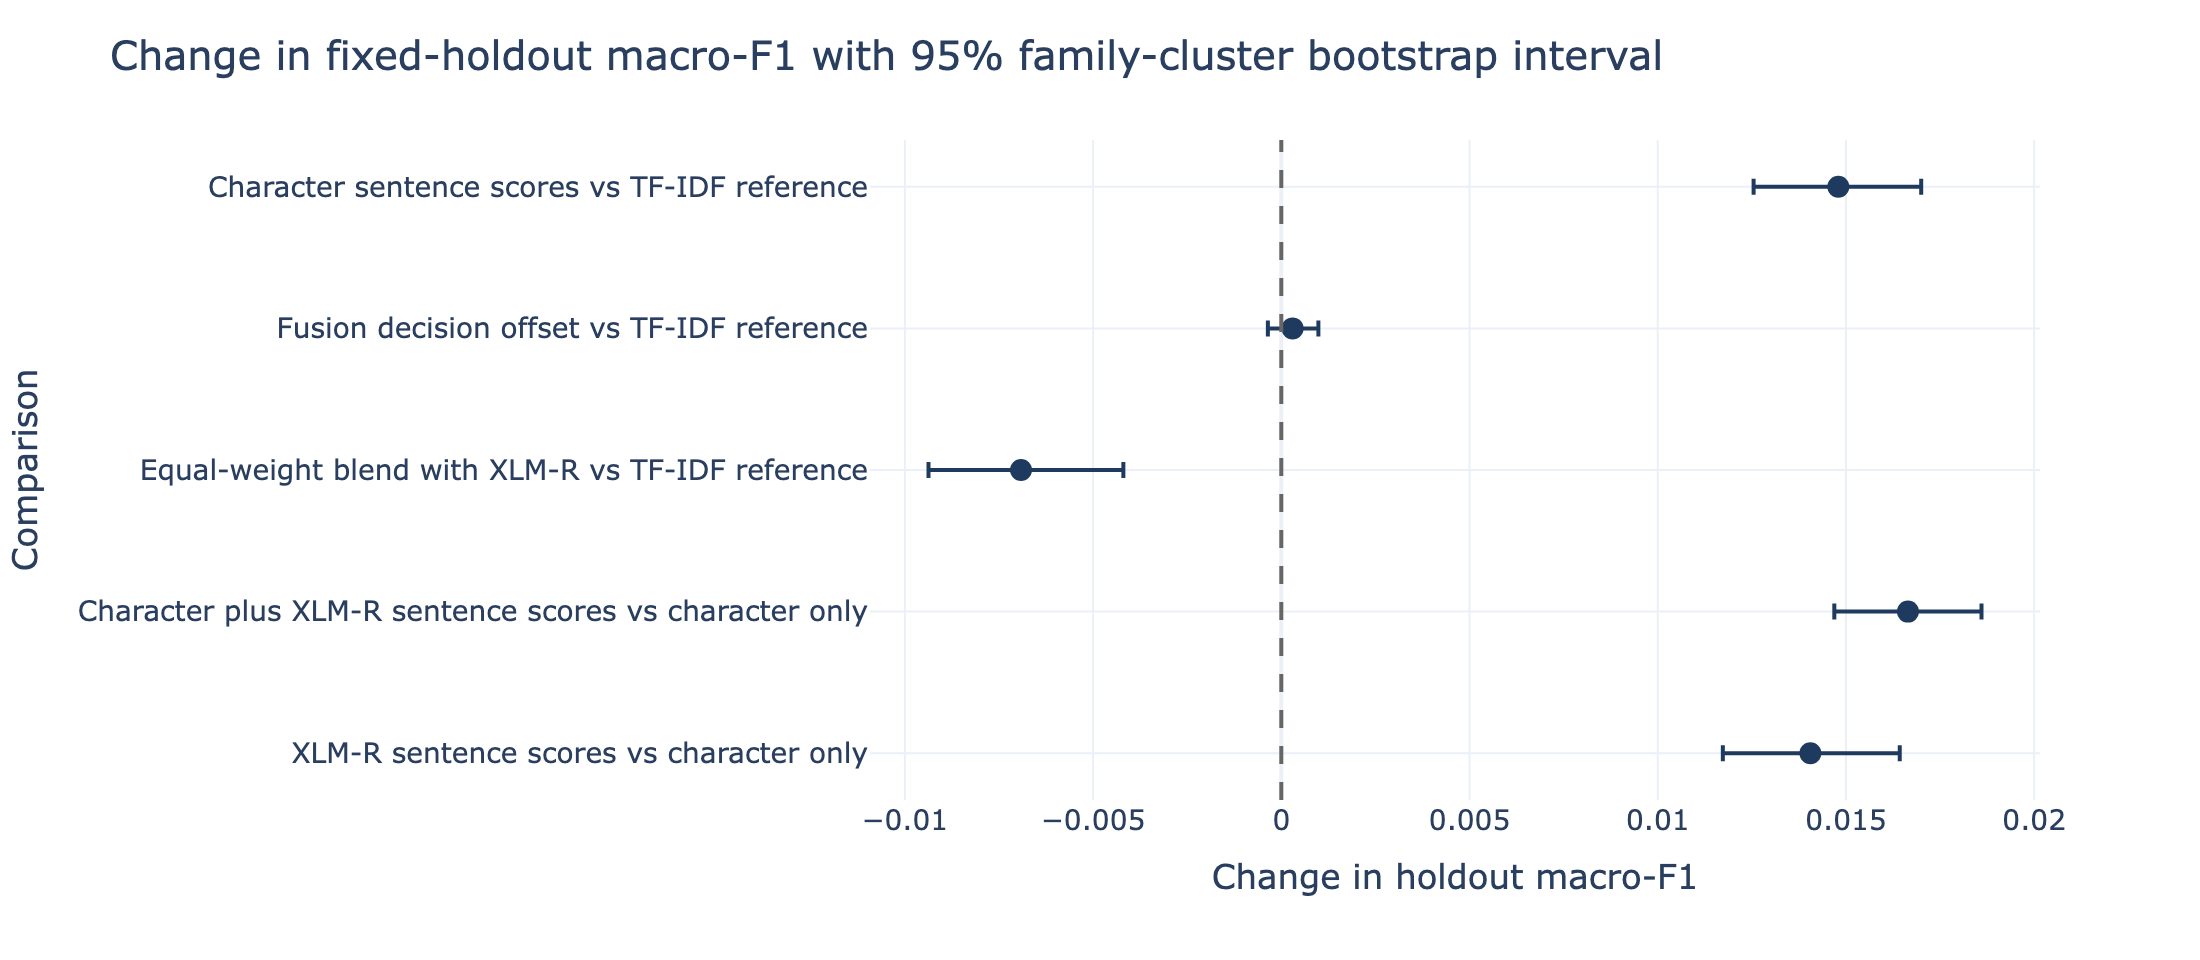 Change in fixed-holdout macro-F1 with 95% family-cluster bootstrap interval
Comparison
Character sentence scores vs TF-IDF reference
Fusion decision offset vs TF-IDF reference
Equal-weight blend with XLM-R vs TF-IDF reference
Character plus XLM-R sentence scores vs character only
XLM-R sentence scores vs character only
−0.01 −0.005 0 0.005 0.01 0.015 0.02
Change in holdout macro-F1